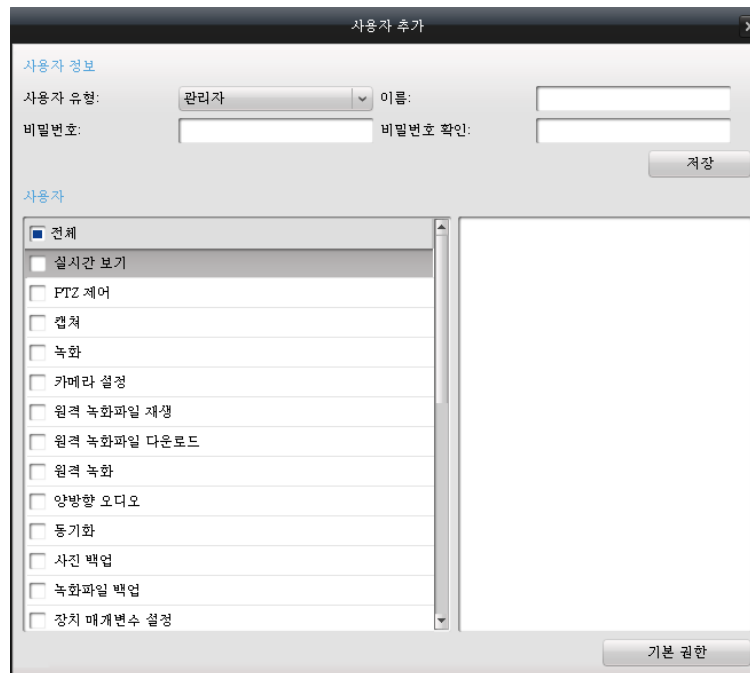 사용자 추가
사용자 정보
사용자 유형: 관리자 이름:
비밀번호: 비밀번호 확인:
저장
사용자
전체
실시간 보기
PTZ 제어
캡쳐
녹화
카메라 설정
원격 녹화파일 재생
원격 녹화파일 다운로드
원격 녹화
양방향 오디오
동기화
사진 백업
녹화파일 백업
장치 매개변수 설정
기본 권한